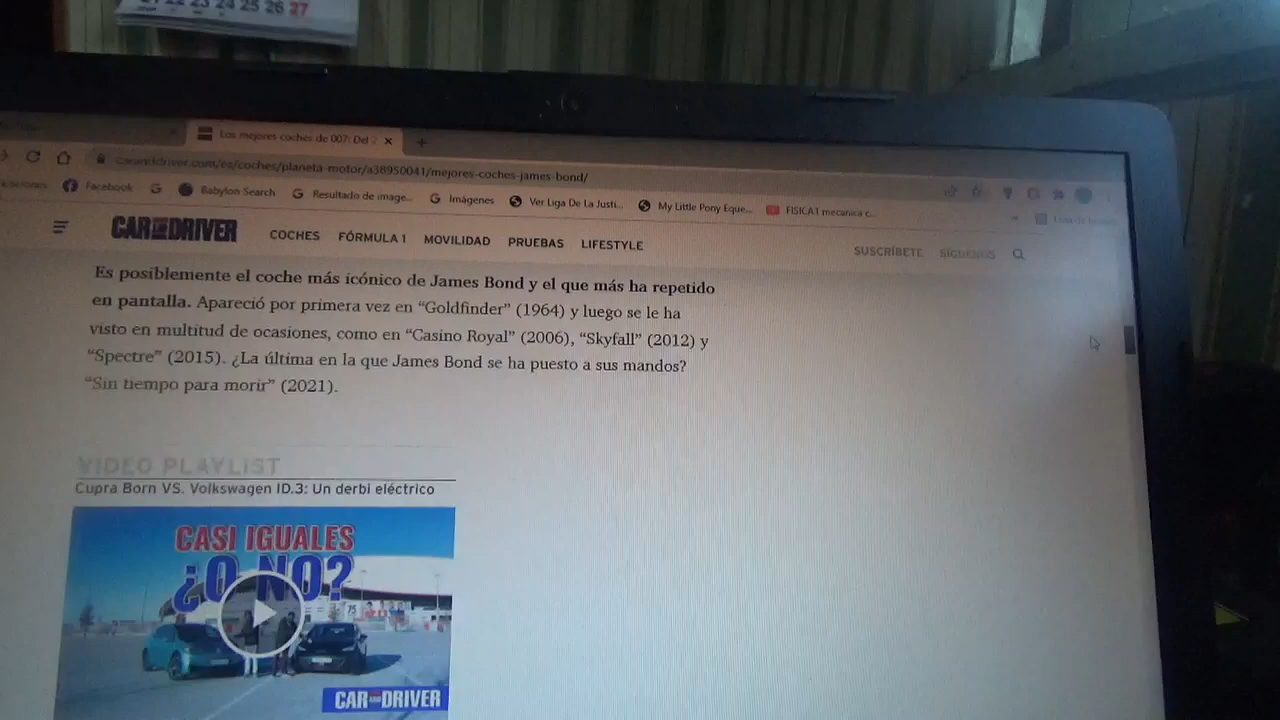 22 23 24 25 26 27
Los mejores coches de 007: Del 2
caranddriver.com/es/coches/planeta-motor/a38950041/mejores-coches-james-bond/
Facebook
Babylon Search
Resultado de image...
Imágenes
Ver Liga De La Justi...
My Little Pony Eque...
FISICA1 mecanica c...
CAR AND DRIVER
COCHES FÓRMULA 1 MOVILIDAD PRUEBAS LIFESTYLE
SUSCRÍBETE SÍGUENOS
Es posiblemente el coche más icónico de James Bond y el que más ha repetido
en pantalla. Apareció por primera vez en “Goldfinder” (1964) y luego se le ha
visto en multitud de ocasiones, como en “Casino Royal” (2006), “Skyfall” (2012) y
“Spectre” (2015). ¿La última en la que James Bond se ha puesto a sus mandos?
“Sin tiempo para morir” (2021).
VIDEO PLAYLIST
Cupra Born VS. Volkswagen ID.3: Un derbi eléctrico
CASI IGUALES
¿O NO?
75
CAR AND DRIVER